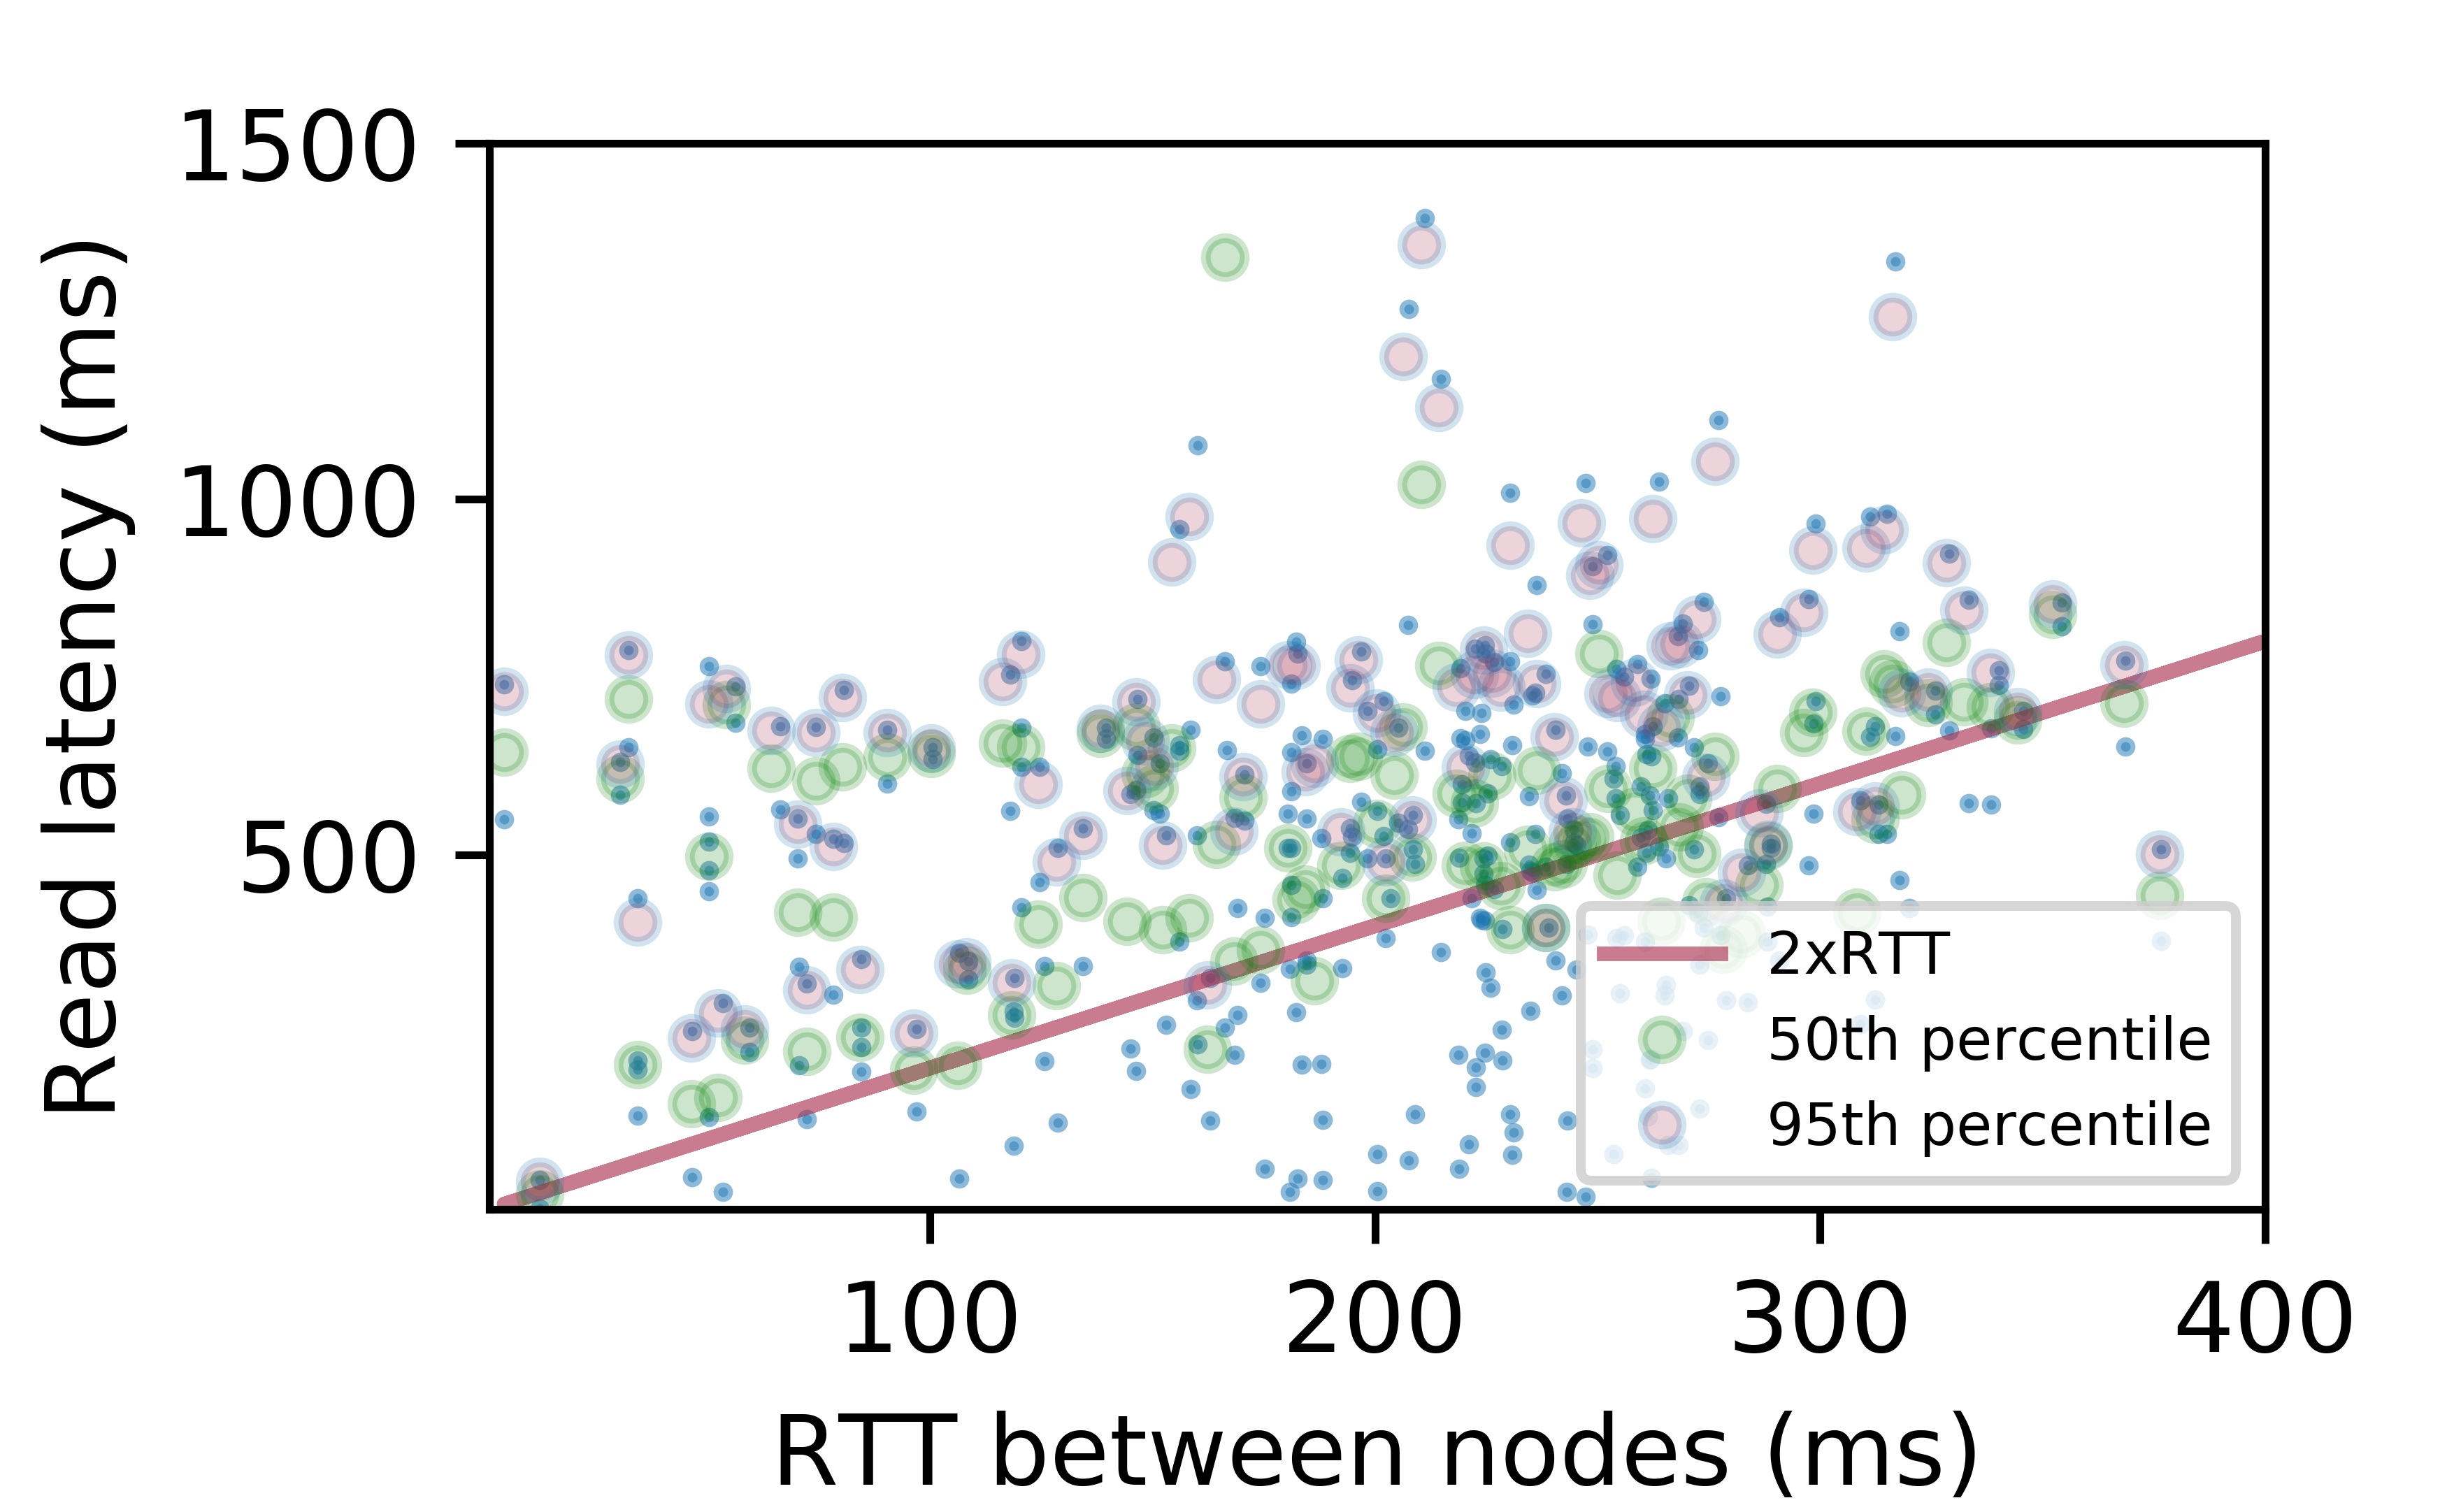 1500
1000
500
Read latency (ms)
2xRTT
50th percentile
95th percentile
100 200 300 400
RTT between nodes (ms)